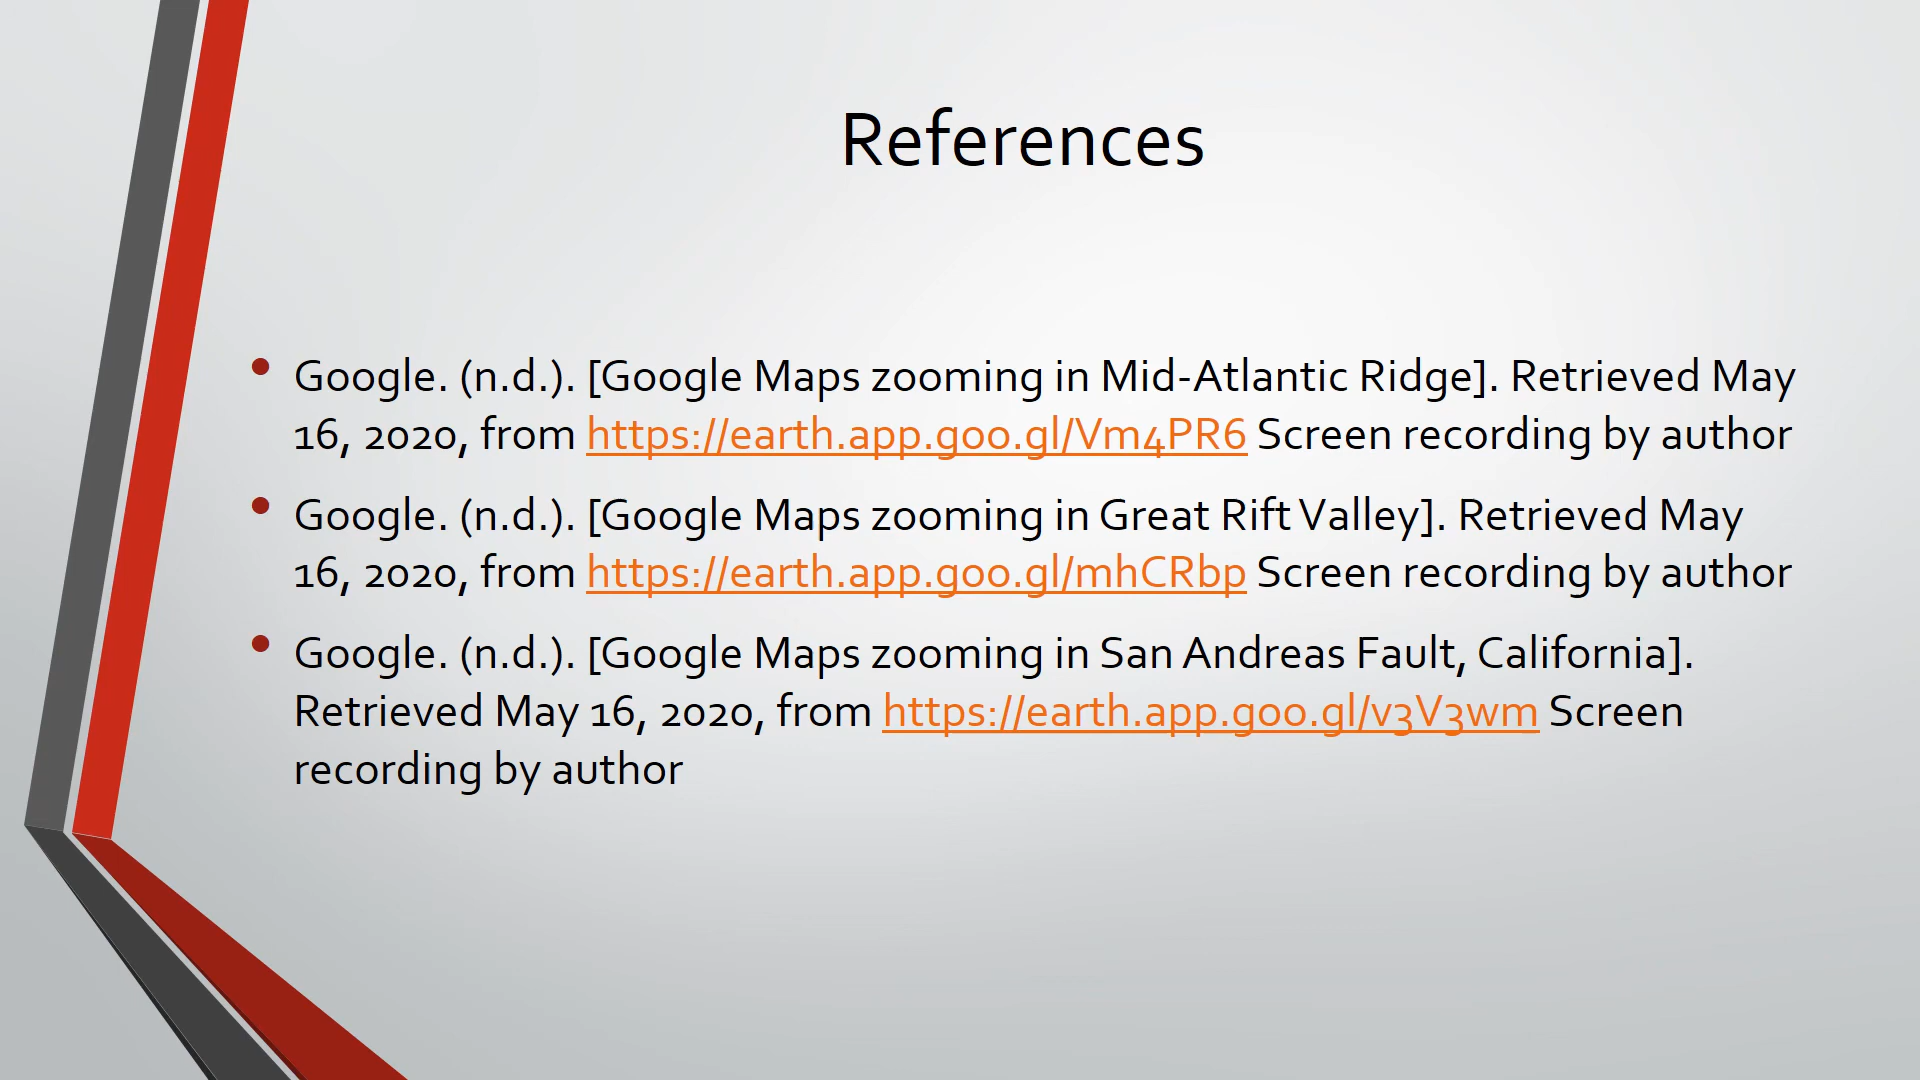 References
• Google. (n.d.). [Google Maps zooming in Mid-Atlantic Ridge]. Retrieved May
16, 2020, from https://earth.app.goo.gl/Vm4PR6 Screen recording by author
• Google. (n.d.). [Google Maps zooming in Great Rift Valley]. Retrieved May
16, 2020, from https://earth.app.goo.gl/mhCRbp Screen recording by author
• Google. (n.d.). [Google Maps zooming in San Andreas Fault, California].
Retrieved May 16, 2020, from https://earth.app.goo.gl/v3V3wm Screen
recording by author